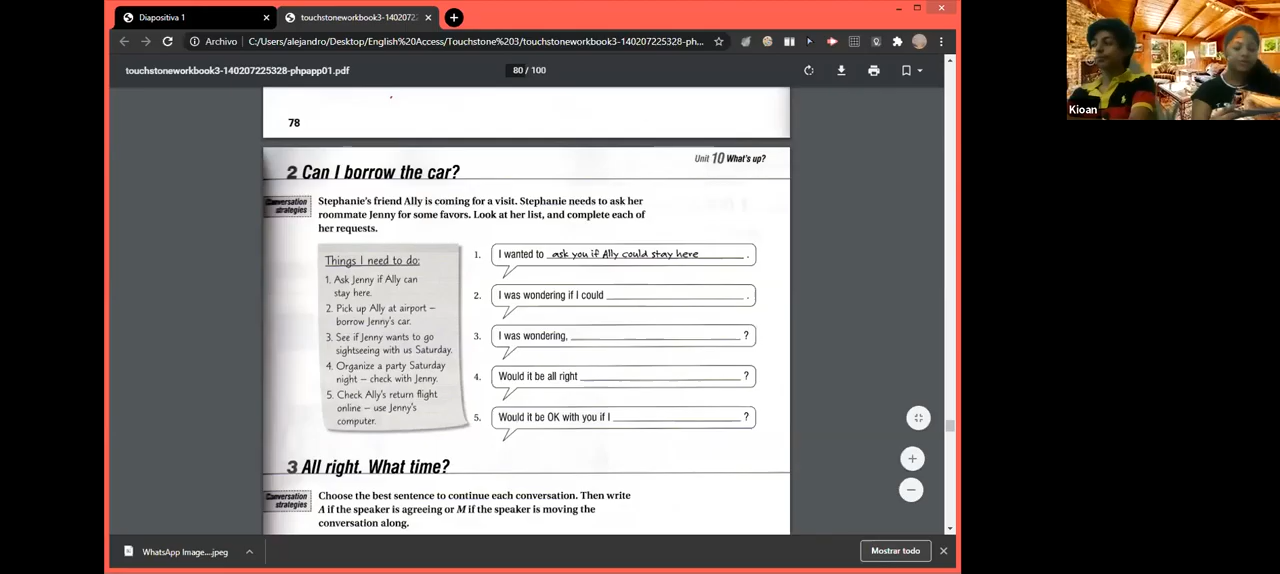 Diapositiva 1
touchstoneworkbook3-140207
Archivo
C:/Users/alejandro/Desktop/English%20Access/Touchstone%203/touchstoneworkbook3-140207225328-ph...
touchstoneworkbook3-140207225328-phpapp01.pdf
80 / 100
Kioan
78
Unit 10 What's up?
2 Can I borrow the car?
Conversation
strategies
Stephanie's friend Ally is coming for a visit. Stephanie needs to ask her
roommate Jenny for some favors. Look at her list, and complete each of
her requests.
Things I need to do:
1. Ask Jenny if Ally can
stay here.
2. Pick up Ally at airport –
borrow Jenny's car.
3. See if Jenny wants to go
sightseeing with us Saturday.
4. Organize a party Saturday
night – check with Jenny.
5. Check Ally's return flight
online – use Jenny's
computer.
1. I wanted to ask you if Ally could stay here .
2. I was wondering if I could .
3. I was wondering, ?
4. Would it be all right ?
5. Would it be OK with you if I ?
3 All right. What time?
Conversation
strategies
Choose the best sentence to continue each conversation. Then write
A if the speaker is agreeing or M if the speaker is moving the
conversation along.
WhatsApp Image....jpeg
Mostrar todo